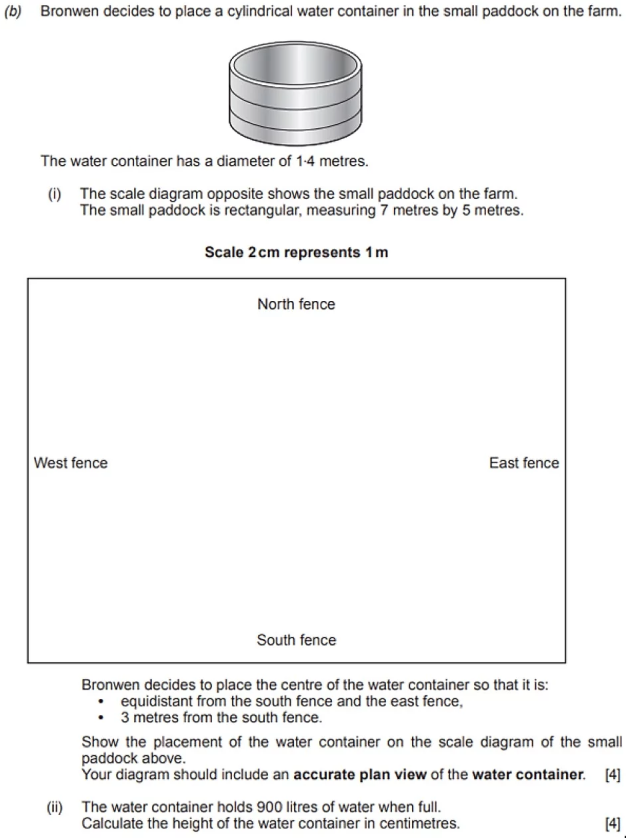 (b) Bronwen decides to place a cylindrical water container in the small paddock on the farm.
The water container has a diameter of 1·4 metres.
(i) The scale diagram opposite shows the small paddock on the farm.
The small paddock is rectangular, measuring 7 metres by 5 metres.
Scale 2cm represents 1m
North fence
West fence
East fence
South fence
Bronwen decides to place the centre of the water container so that it is:
• equidistant from the south fence and the east fence,
• 3 metres from the south fence.
Show the placement of the water container on the scale diagram of the small
paddock above.
Your diagram should include an accurate plan view of the water container. [4]
(ii) The water container holds 900 litres of water when full.
Calculate the height of the water container in centimetres. [4]